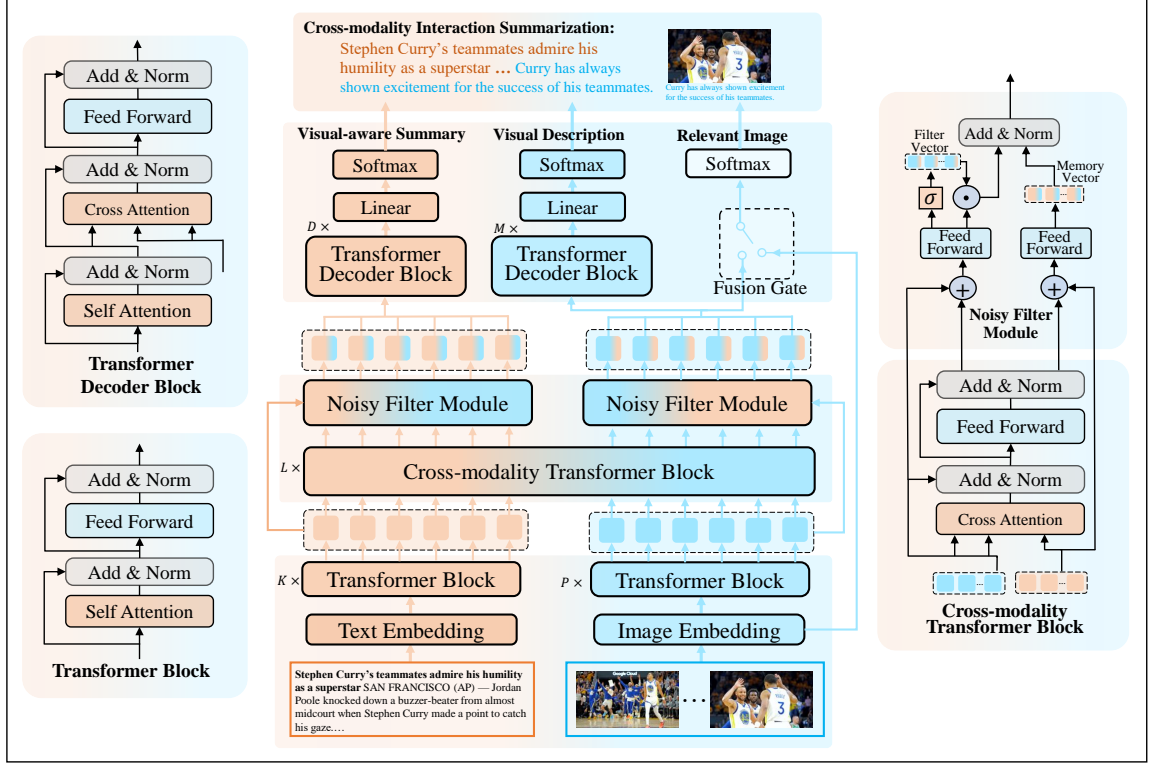 Cross-modality Interaction Summarization:
Stephen Curry's teammates admire his
humility as a superstar … Curry has always
shown excitement for the success of his teammates.
Curry has always shown excitement
for the success of his teammates.
Add & Norm
Feed Forward
Add & Norm
Cross Attention
Add & Norm
Self Attention
Transformer
Decoder Block
Add & Norm
Feed Forward
Add & Norm
Self Attention
Transformer Block
Visual-aware Summary
Softmax
Linear
D ×
Transformer
Decoder Block
Visual Description
Softmax
Linear
M ×
Transformer
Decoder Block
Relevant Image
Softmax
Fusion Gate
Noisy Filter Module
Noisy Filter Module
L ×
Cross-modality Transformer Block
K ×
Transformer Block
P ×
Transformer Block
Text Embedding
Image Embedding
Stephen Curry's teammates admire his humility
as a superstar SAN FRANCISCO (AP) — Jordan
Poole knocked down a buzzer-beater from almost
midcourt when Stephen Curry made a point to catch
his gaze.…
Google Cloud
...
3
3
Add & Norm
Filter
Vector
...
Memory
Vector
...
σ
Feed
Forward
Feed
Forward
+
+
Noisy Filter
Module
Add & Norm
Feed Forward
Add & Norm
Cross Attention
...
...
Cross-modality
Transformer Block